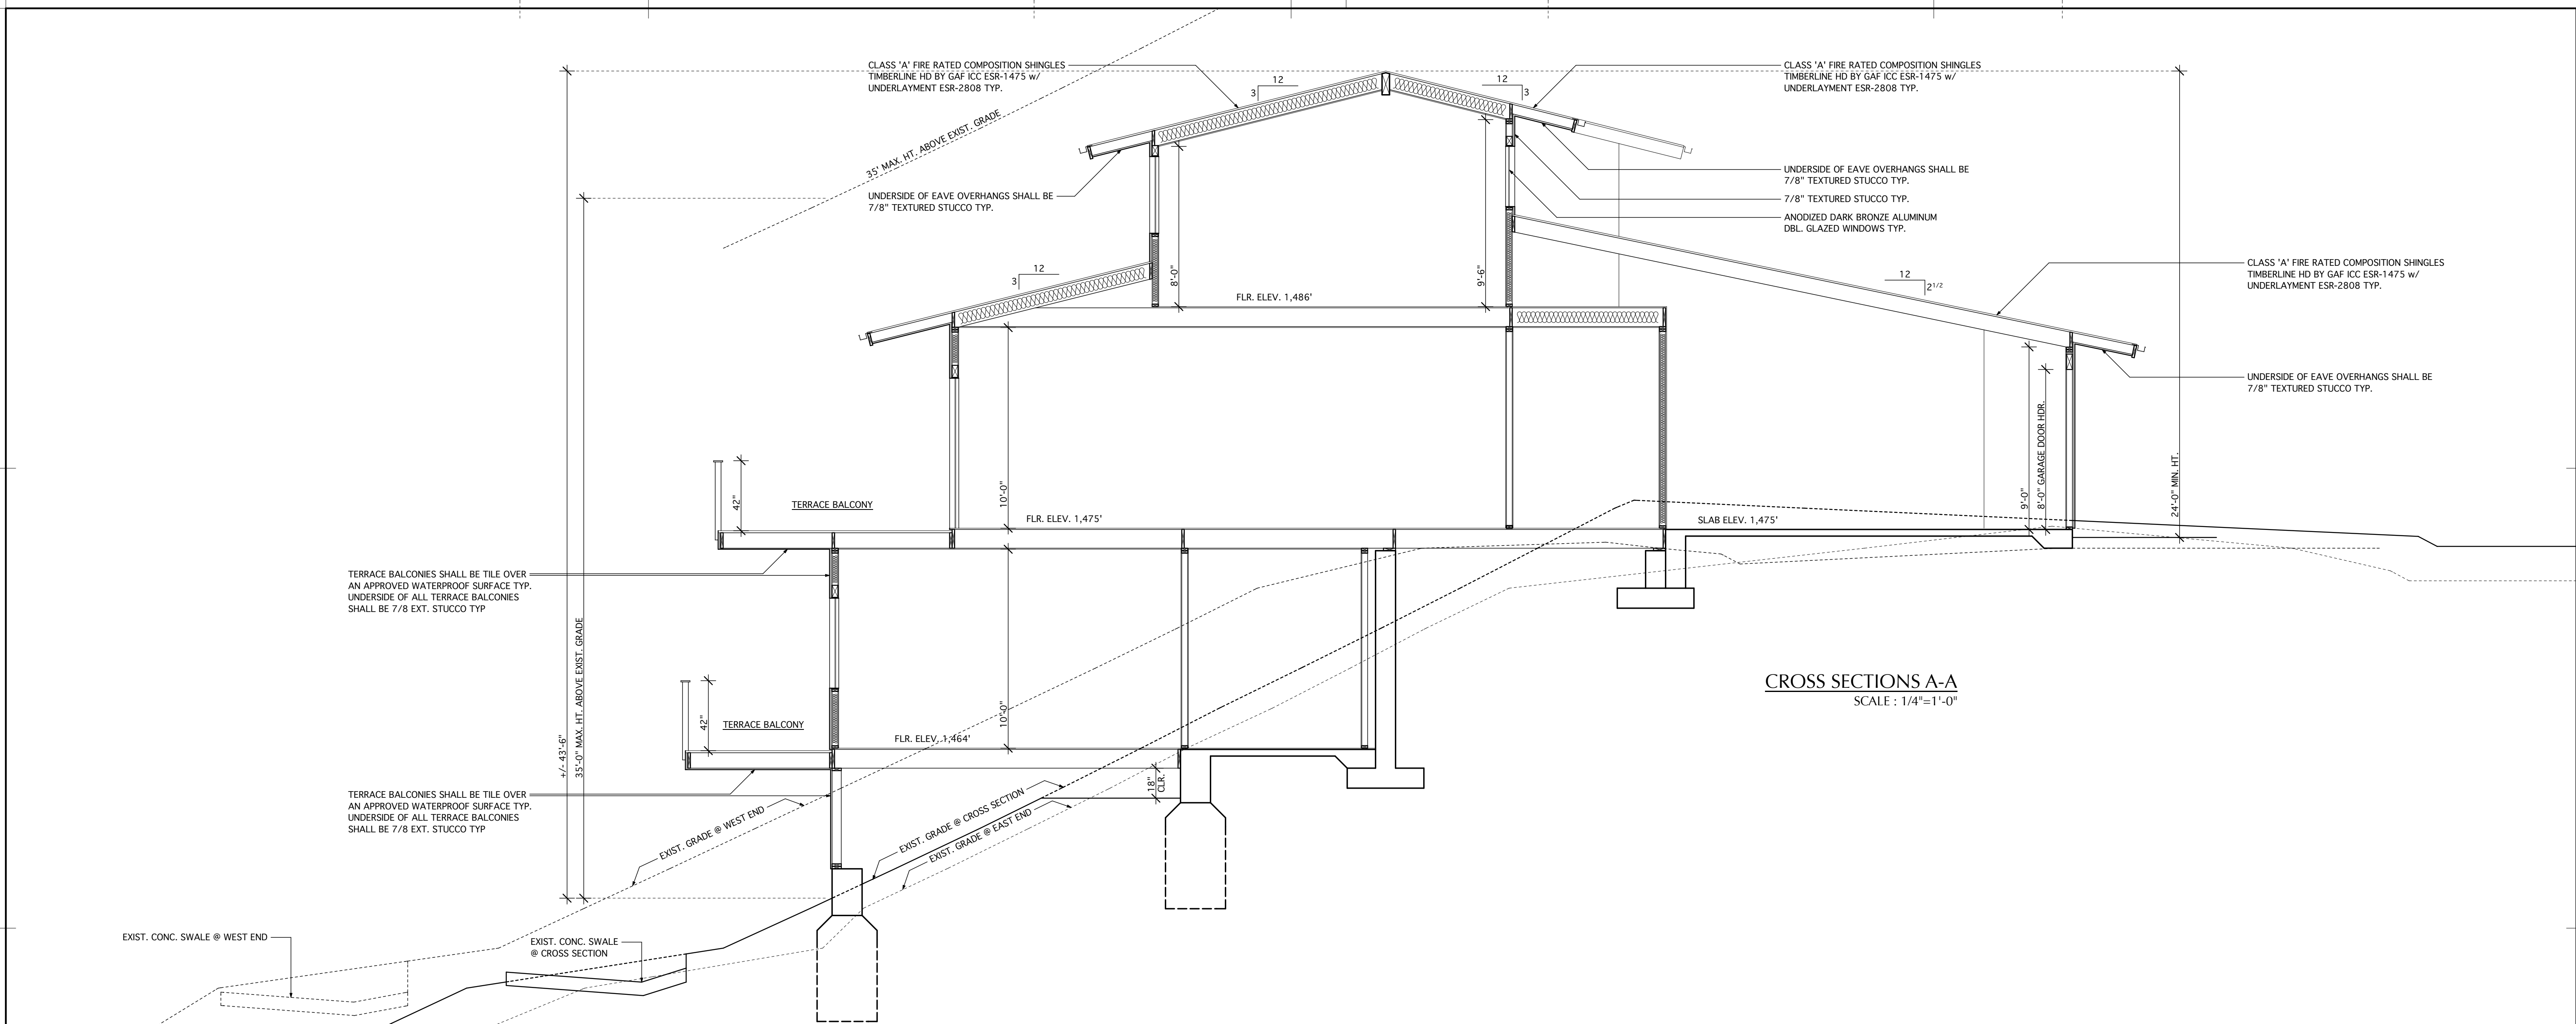 CLASS 'A' FIRE RATED COMPOSITION SHINGLES
TIMBERLINE HD BY GAF ICC ESR-1475 w/
UNDERLAYMENT ESR-2808 TYP.
12
3
12
3
CLASS 'A' FIRE RATED COMPOSITION SHINGLES
TIMBERLINE HD BY GAF ICC ESR-1475 w/
UNDERLAYMENT ESR-2808 TYP.
35' MAX. HT. ABOVE EXIST. GRADE
UNDERSIDE OF EAVE OVERHANGS SHALL BE
7/8" TEXTURED STUCCO TYP.
UNDERSIDE OF EAVE OVERHANGS SHALL BE
7/8" TEXTURED STUCCO TYP.
7/8" TEXTURED STUCCO TYP.
ANODIZED DARK BRONZE ALUMINUM
DBL. GLAZED WINDOWS TYP.
12
3
8'-0"
9'-6"
FLR. ELEV. 1,486'
12
2 1/2
CLASS 'A' FIRE RATED COMPOSITION SHINGLES
TIMBERLINE HD BY GAF ICC ESR-1475 w/
UNDERLAYMENT ESR-2808 TYP.
UNDERSIDE OF EAVE OVERHANGS SHALL BE
7/8" TEXTURED STUCCO TYP.
42"
TERRACE BALCONY
10'-0"
FLR. ELEV. 1,475'
SLAB ELEV. 1,475'
9'-0"
8'-0" GARAGE DOOR HDR.
24'-0" MIN. HT.
TERRACE BALCONIES SHALL BE TILE OVER
AN APPROVED WATERPROOF SURFACE TYP.
UNDERSIDE OF ALL TERRACE BALCONIES
SHALL BE 7/8 EXT. STUCCO TYP
+/- 43'-6"
35'-0" MAX. HT. ABOVE EXIST. GRADE
42"
TERRACE BALCONY
10'-0"
FLR. ELEV. 1,464'
18"
CLR.
CROSS SECTIONS A-A
SCALE : 1/4"=1'-0"
TERRACE BALCONIES SHALL BE TILE OVER
AN APPROVED WATERPROOF SURFACE TYP.
UNDERSIDE OF ALL TERRACE BALCONIES
SHALL BE 7/8 EXT. STUCCO TYP
EXIST. GRADE @ WEST END
EXIST. GRADE @ CROSS SECTION
EXIST. GRADE @ EAST END
EXIST. CONC. SWALE @ WEST END
EXIST. CONC. SWALE
@ CROSS SECTION